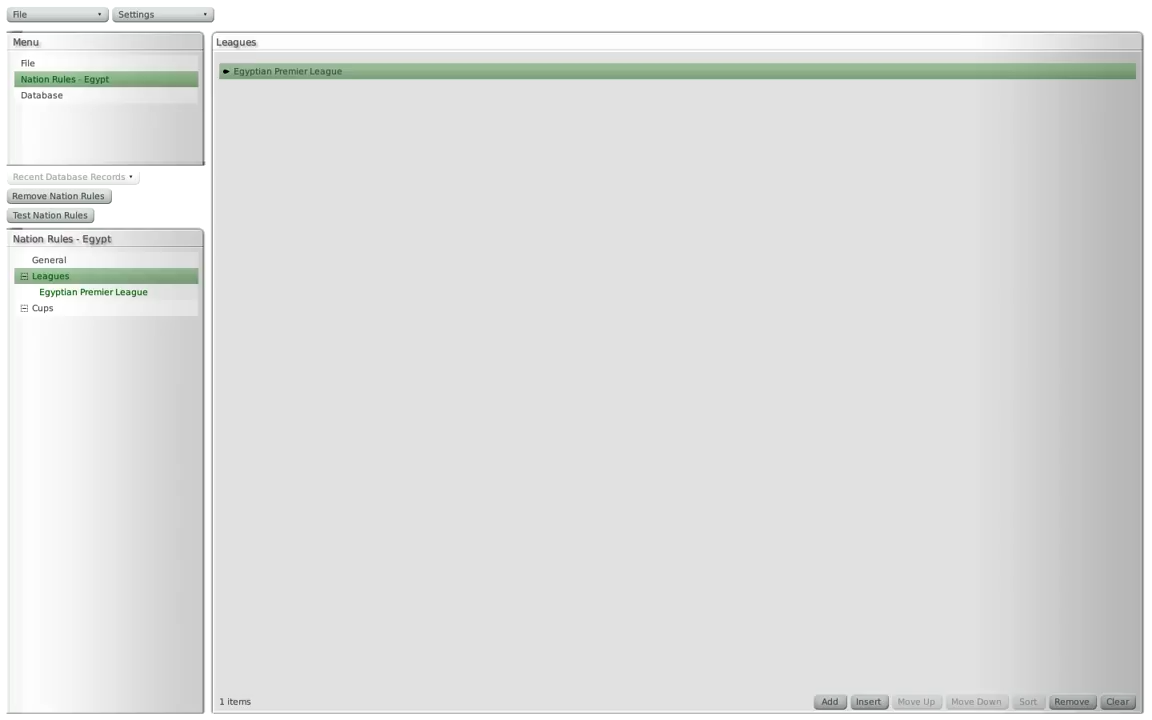 File
Settings
Menu
File
Nation Rules - Egypt
Database
Recent Database Records
Remove Nation Rules
Test Nation Rules
Nation Rules - Egypt
General
Leagues
Egyptian Premier League
Cups
Leagues
Egyptian Premier League
1 items
Add Insert Move Up Move Down Sort Remove Clear